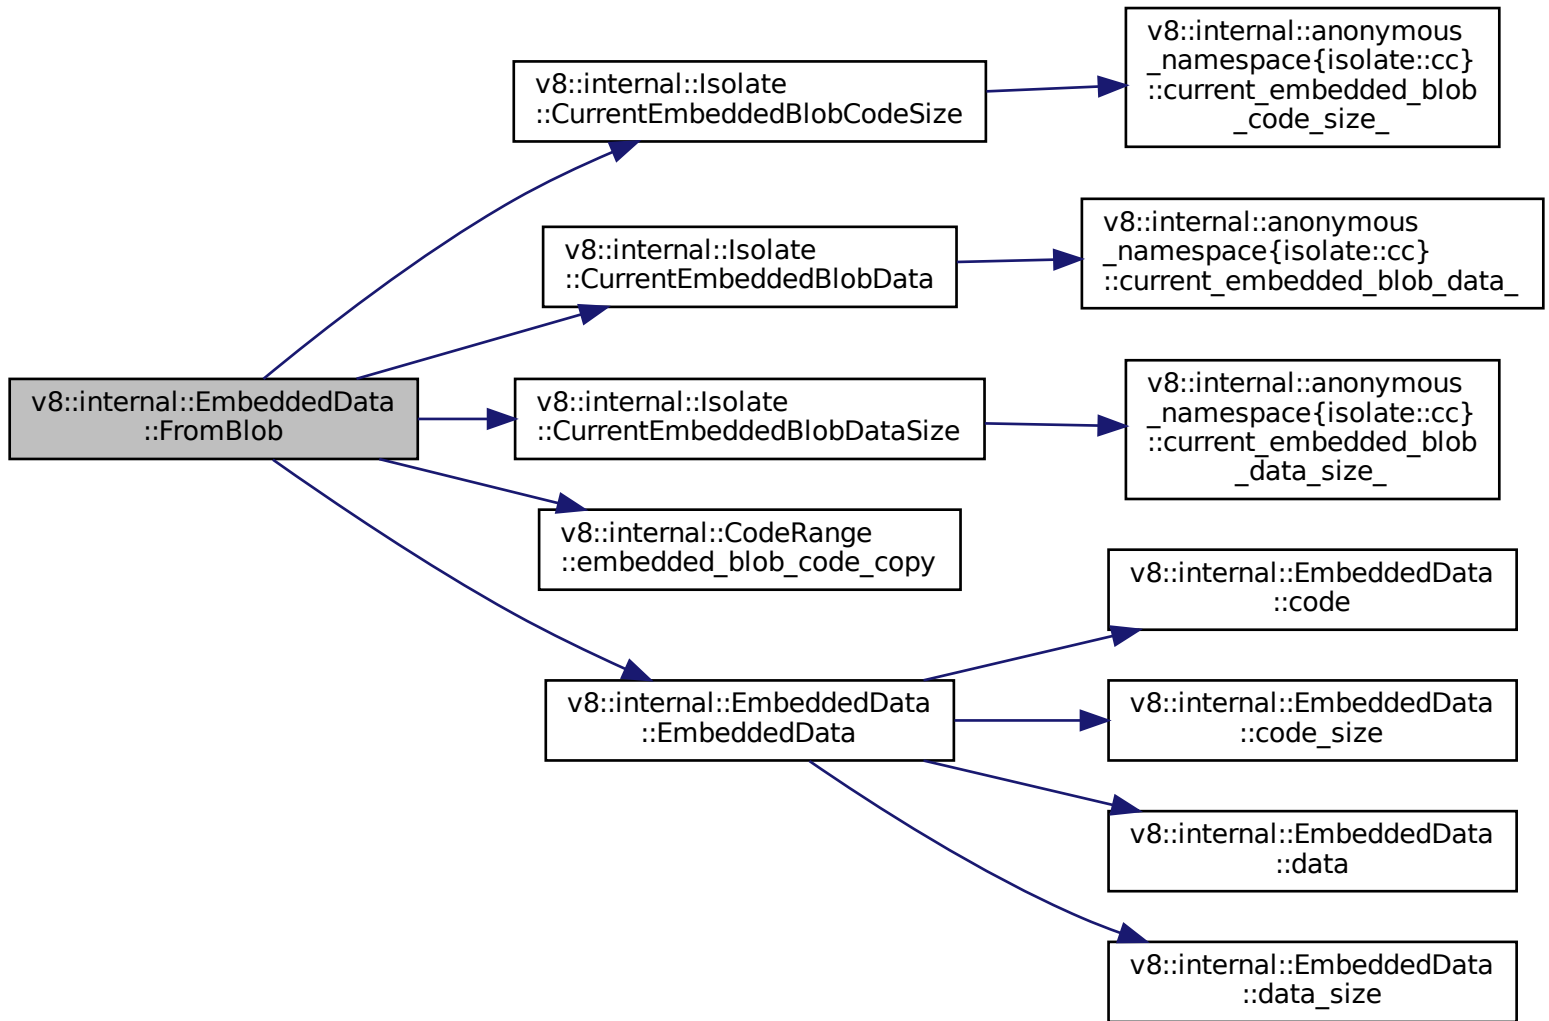 v8::internal::EmbeddedData
::FromBlob
v8::internal::Isolate
::CurrentEmbeddedBlobCodeSize
v8::internal::anonymous
_namespace{isolate::cc}
::current_embedded_blob
_code_size_
v8::internal::Isolate
::CurrentEmbeddedBlobData
v8::internal::anonymous
_namespace{isolate::cc}
::current_embedded_blob_data_
v8::internal::Isolate
::CurrentEmbeddedBlobDataSize
v8::internal::anonymous
_namespace{isolate::cc}
::current_embedded_blob
_data_size_
v8::internal::CodeRange
::embedded_blob_code_copy
v8::internal::EmbeddedData
::EmbeddedData
v8::internal::EmbeddedData
::code
v8::internal::EmbeddedData
::code_size
v8::internal::EmbeddedData
::data
v8::internal::EmbeddedData
::data_size